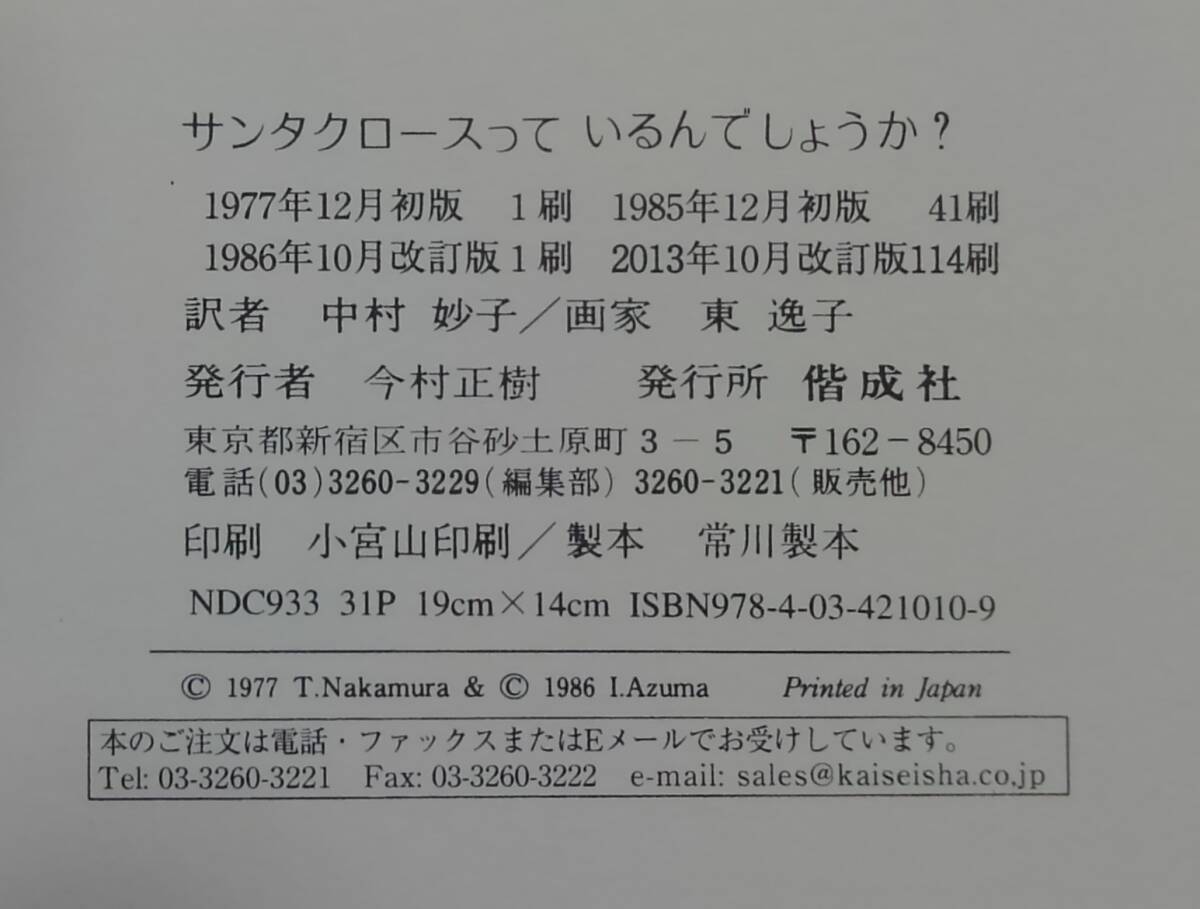 サンタクロースって いるんでしょうか?
1977年12月初版 1刷 1985年12月初版 41刷
1986年10月改訂版1刷 2013年10月改訂版114刷
訳者 中村 妙子/画家 東 逸子
発行者 今村正樹 発行所 偕成社
東京都新宿区市谷砂土原町3-5 〒162-8450
電話(03)3260-3229(編集部) 3260-3221(販売他)
印刷 小宮山印刷/製本 常川製本
NDC933 31P 19cm×14cm ISBN978-4-03-421010-9
© 1977 T.Nakamura & © 1986 I.Azuma Printed in Japan
本のご注文は電話・ファックスまたはEメールでお受けしています。
Tel: 03-3260-3221 Fax: 03-3260-3222 e-mail: sales@kaiseisha.co.jp